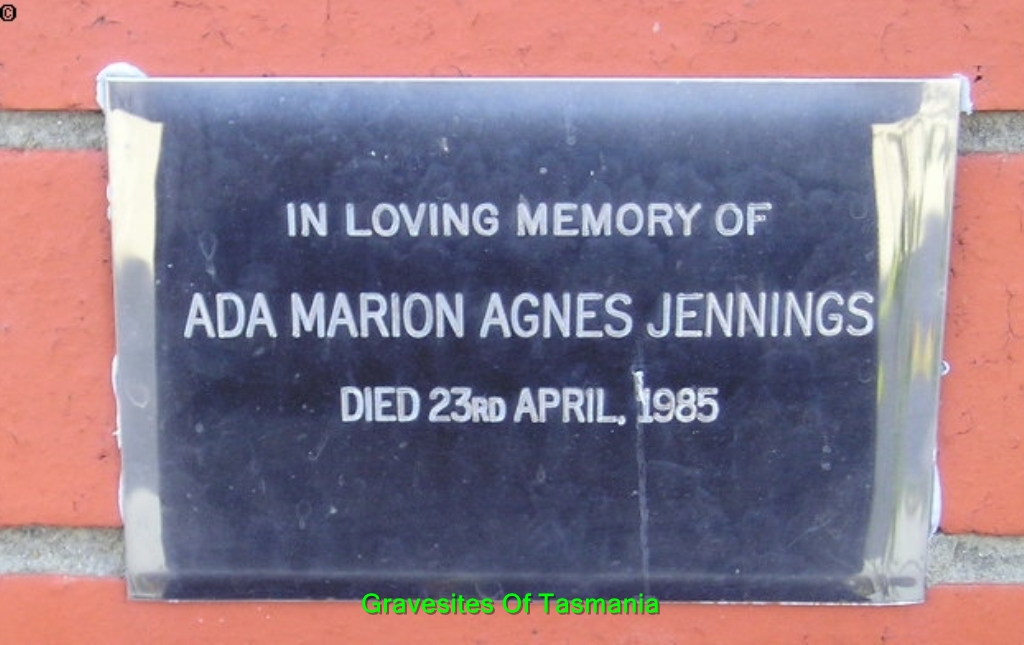 ©
IN LOVING MEMORY OF
ADA MARION AGNES JENNINGS
DIED 23RD APRIL, 1985
Gravesites Of Tasmania